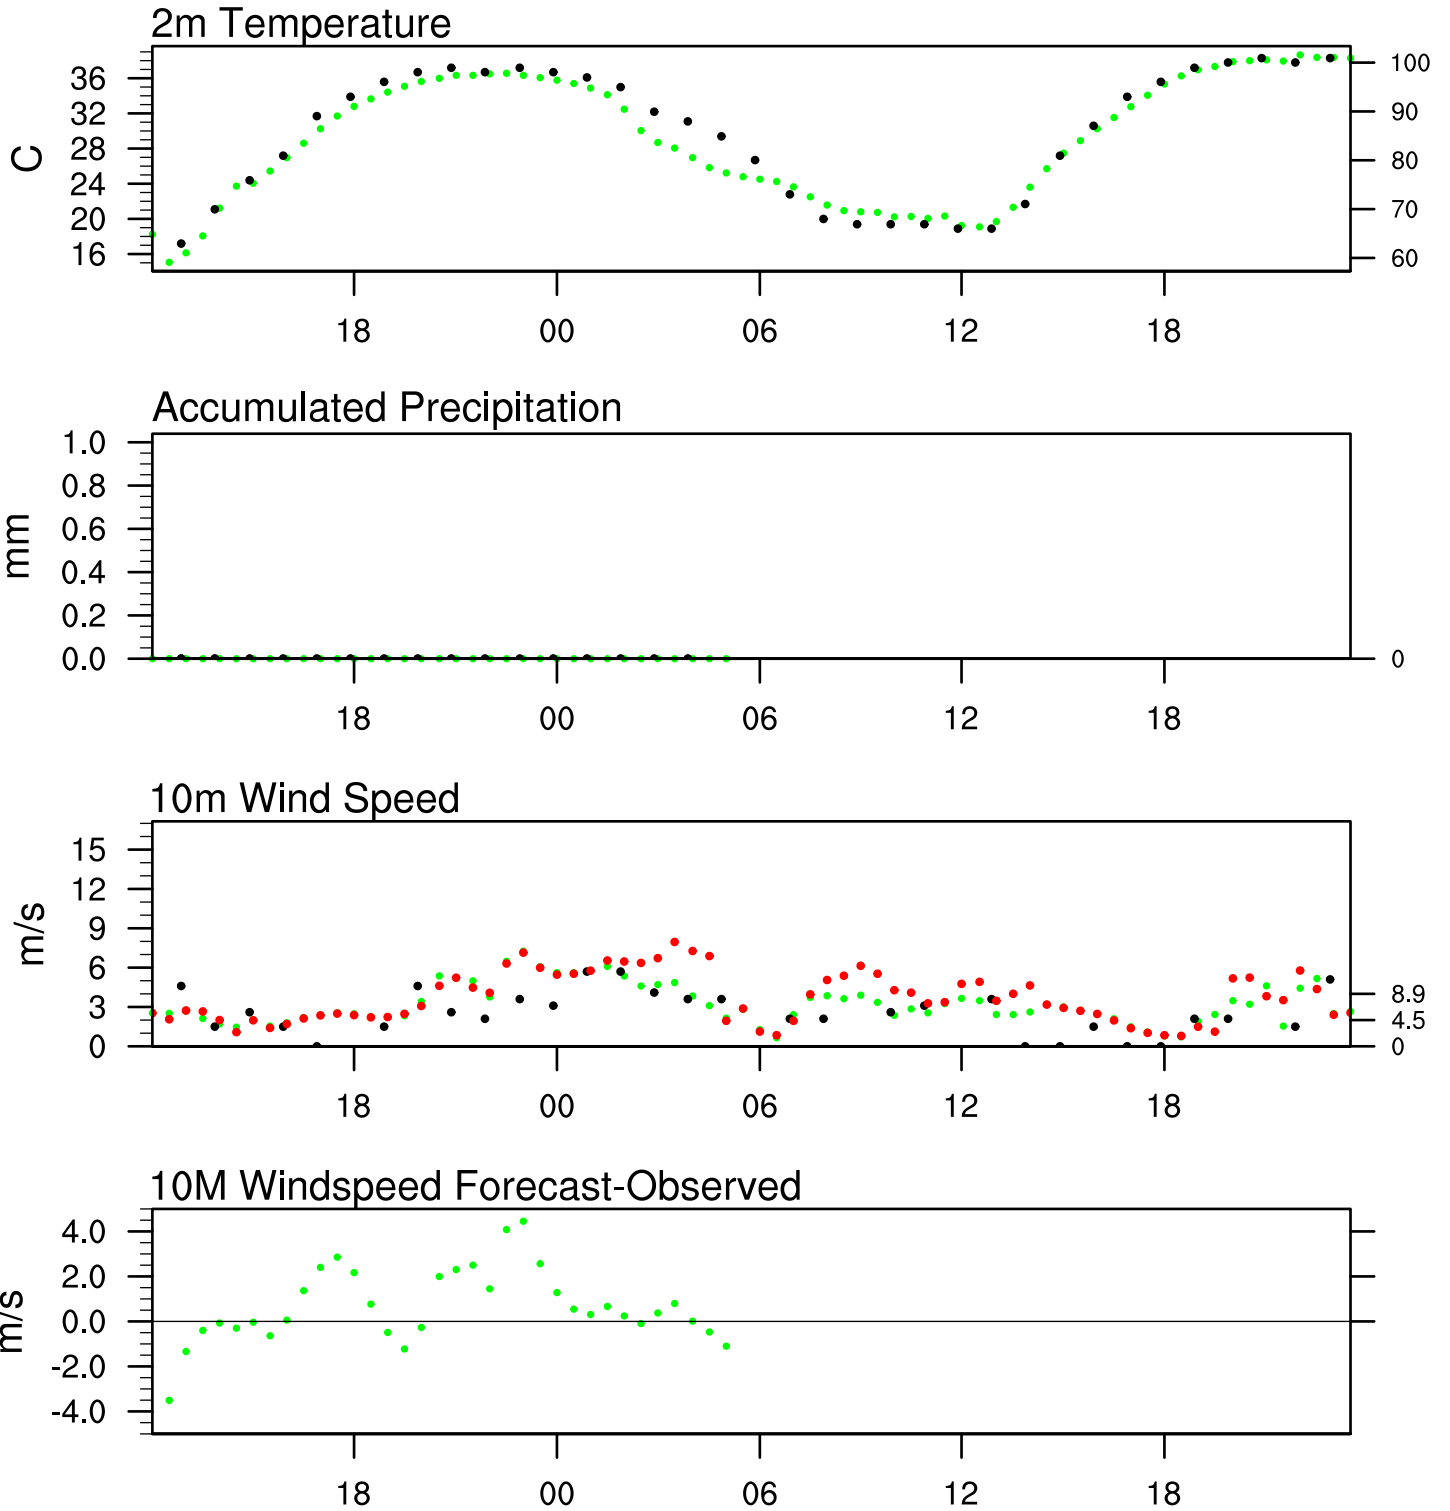 2m Temperature
36
32
28
24
20
16
C
100
90
80
70
60
18 00 06 12 18
Accumulated Precipitation
1.0
0.8
0.6
0.4
0.2
0.0
mm
0
18 00 06 12 18
10m Wind Speed
15
12
9
6
3
0
m/s
8.9
4.5
0
18 00 06 12 18
10M Windspeed Forecast-Observed
4.0
2.0
0.0
-2.0
-4.0
m/s
18 00 06 12 18